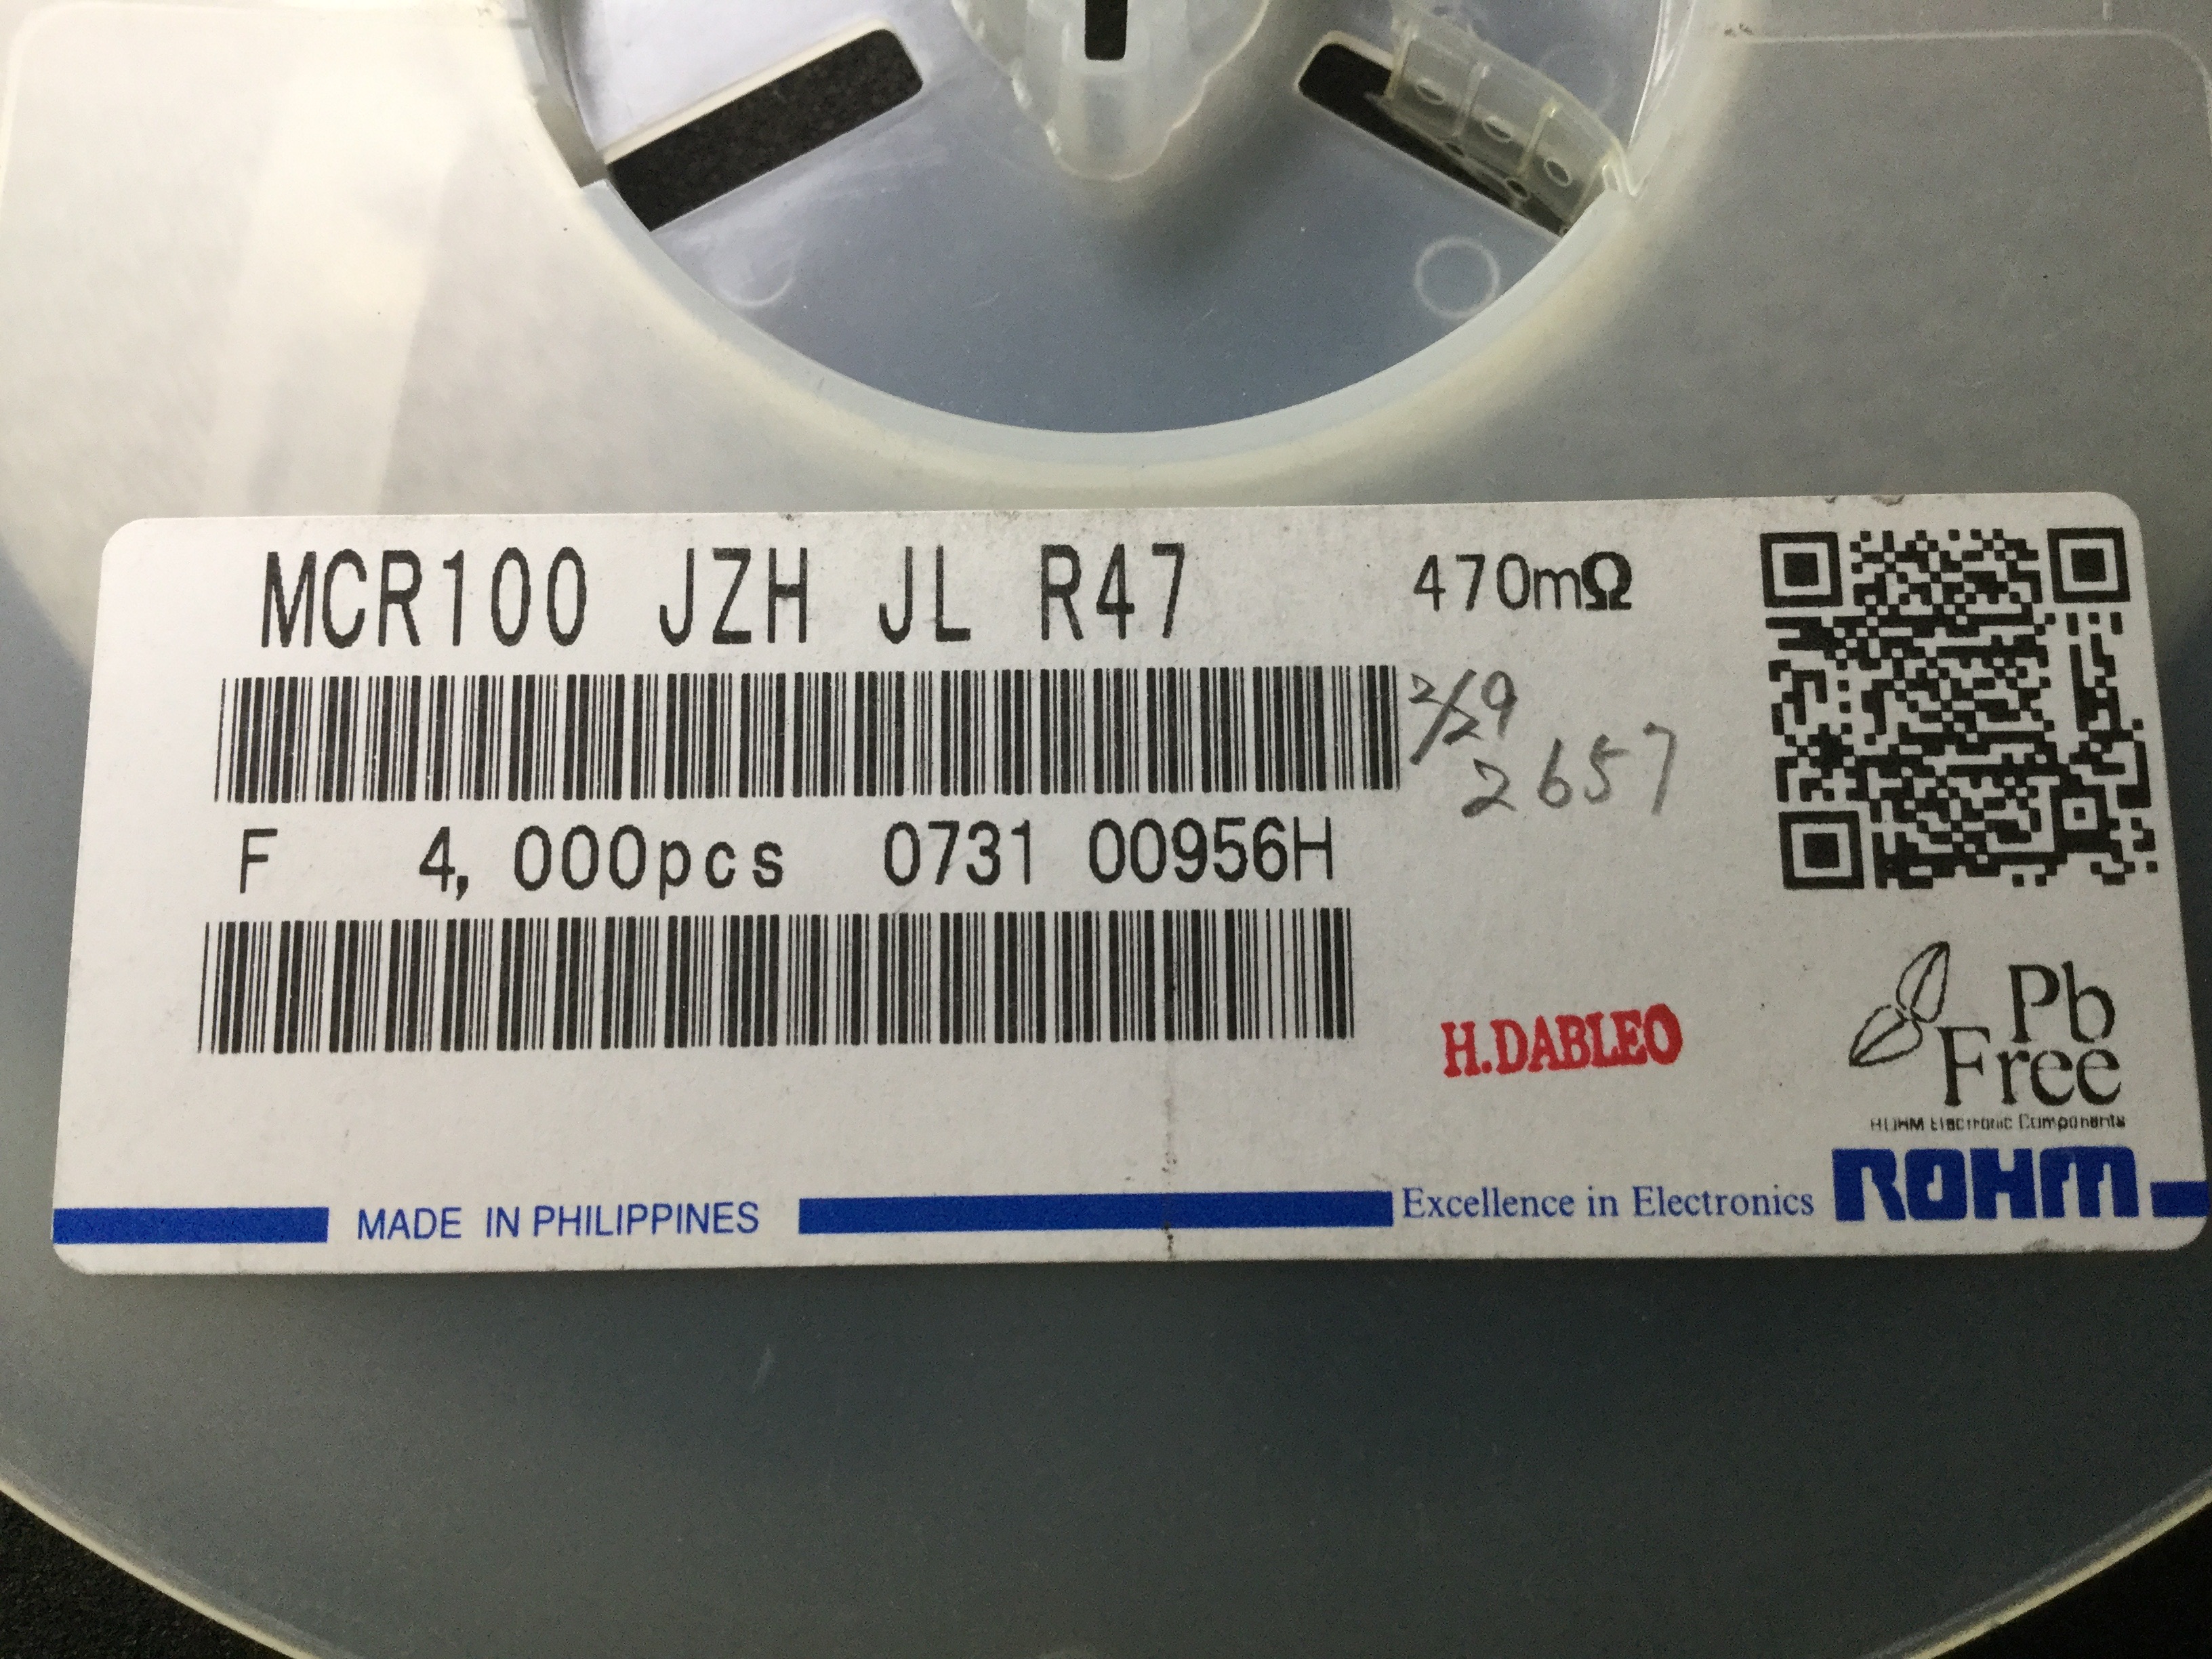 MCR100 JZH JL R47 470mΩ
2/29
2657
F 4,000pcs 0731 00956H
H.DABLEO
Pb
Free
ROHM Electronic Components
MADE IN PHILIPPINES Excellence in Electronics ROHM